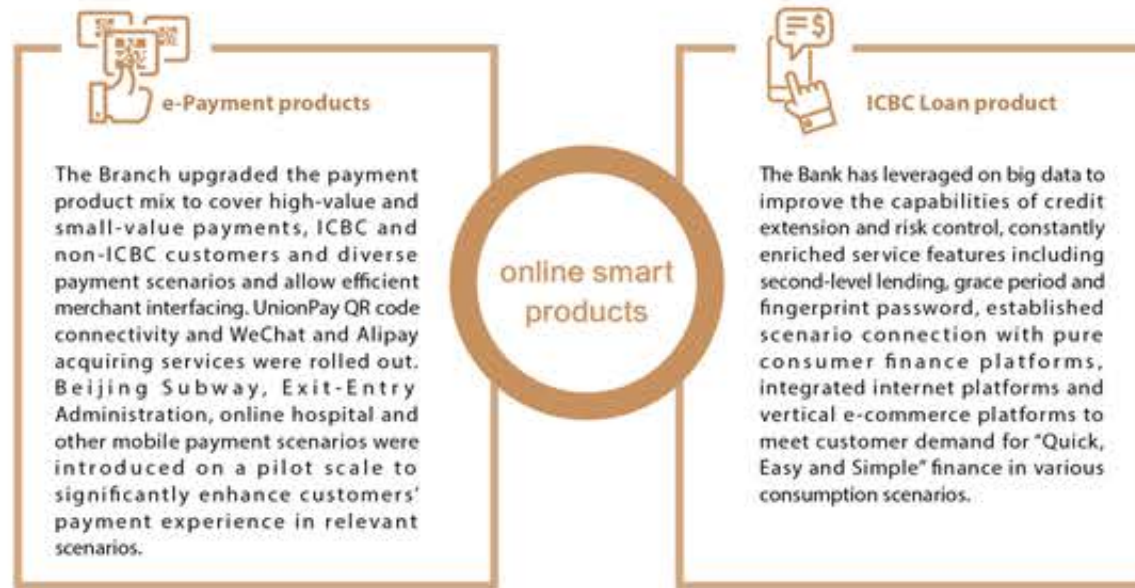 e-Payment products
The Branch upgraded the payment
product mix to cover high-value and
small-value payments, ICBC and
non-ICBC customers and diverse
payment scenarios and allow efficient
merchant interfacing. UnionPay QR code
connectivity and WeChat and Alipay
acquiring services were rolled out.
Beijing Subway, Exit-Entry
Administration, online hospital and
other mobile payment scenarios were
introduced on a pilot scale to
significantly enhance customers'
payment experience in relevant
scenarios.
online smart
products
$
ICBC Loan product
The Bank has leveraged on big data to
improve the capabilities of credit
extension and risk control, constantly
enriched service features including
second-level lending, grace period and
fingerprint password, established
scenario connection with pure
consumer finance platforms,
integrated internet platforms and
vertical e-commerce platforms to
meet customer demand for "Quick,
Easy and Simple" finance in various
consumption scenarios.